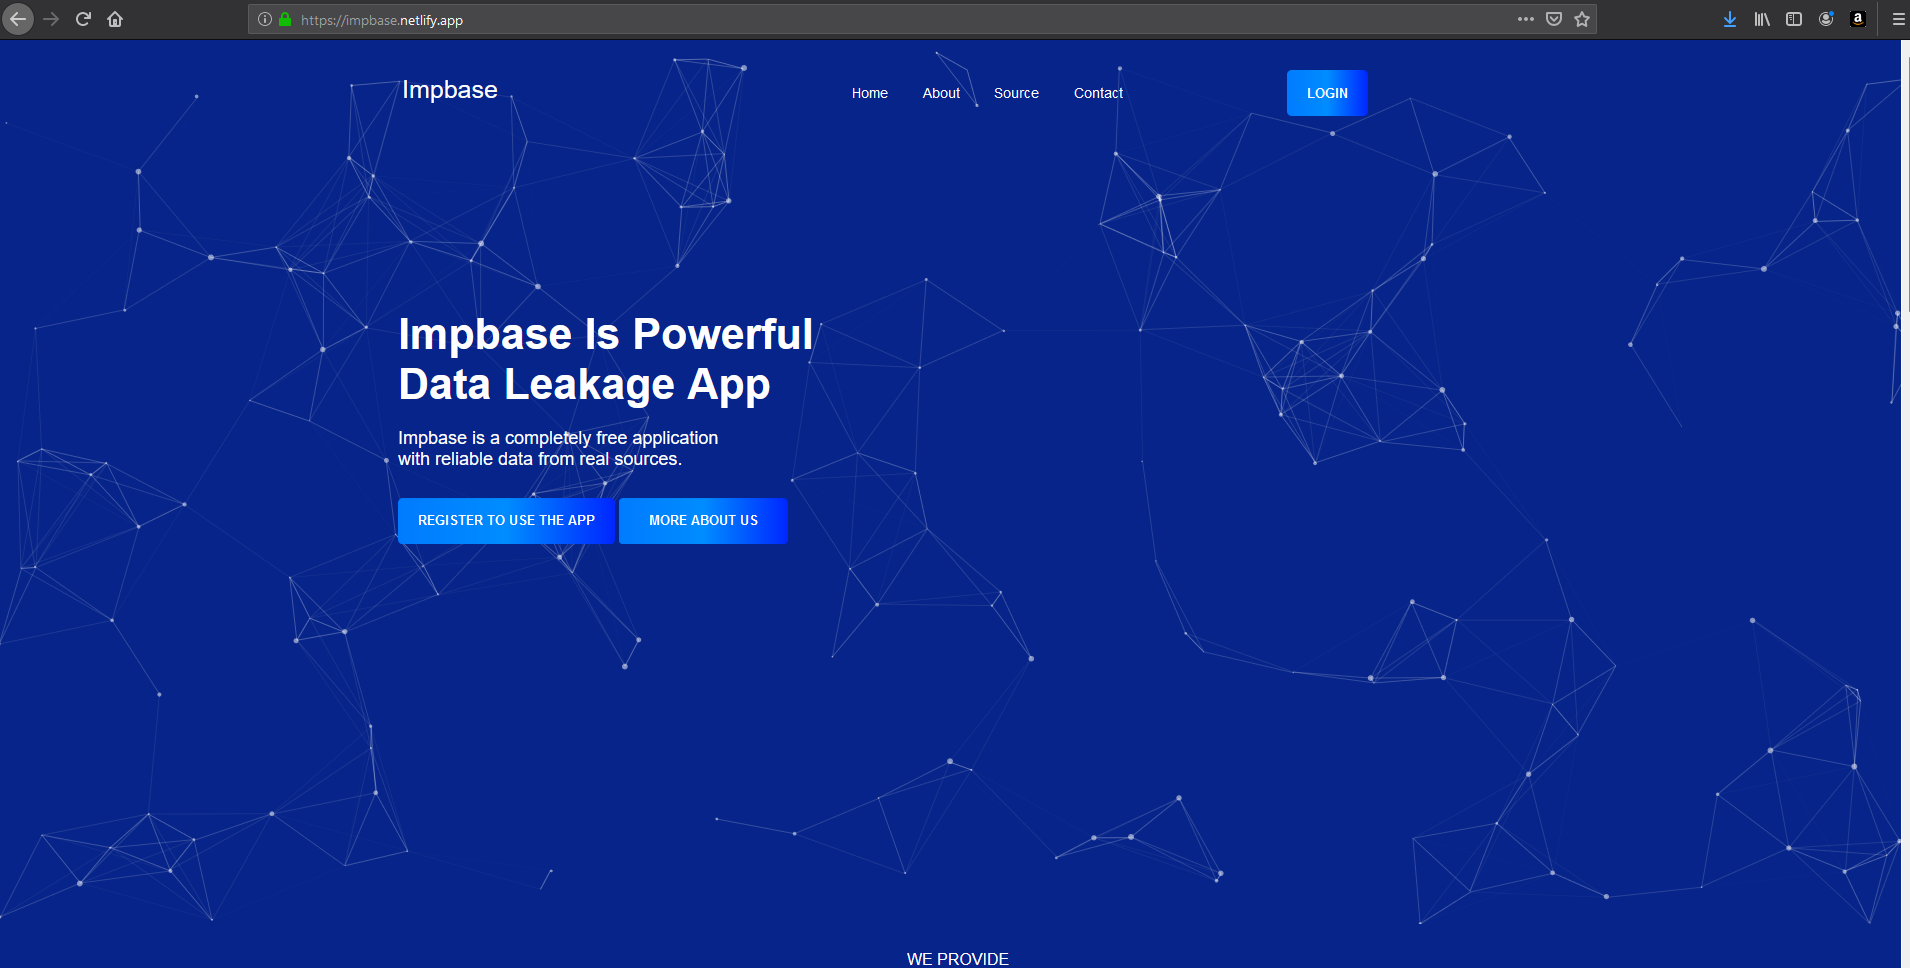 https://impbase.netlify.app
Impbase
Home About Source Contact
LOGIN
Impbase Is Powerful
Data Leakage App
Impbase is a completely free application
with reliable data from real sources.
REGISTER TO USE THE APP
MORE ABOUT US
WE PROVIDE